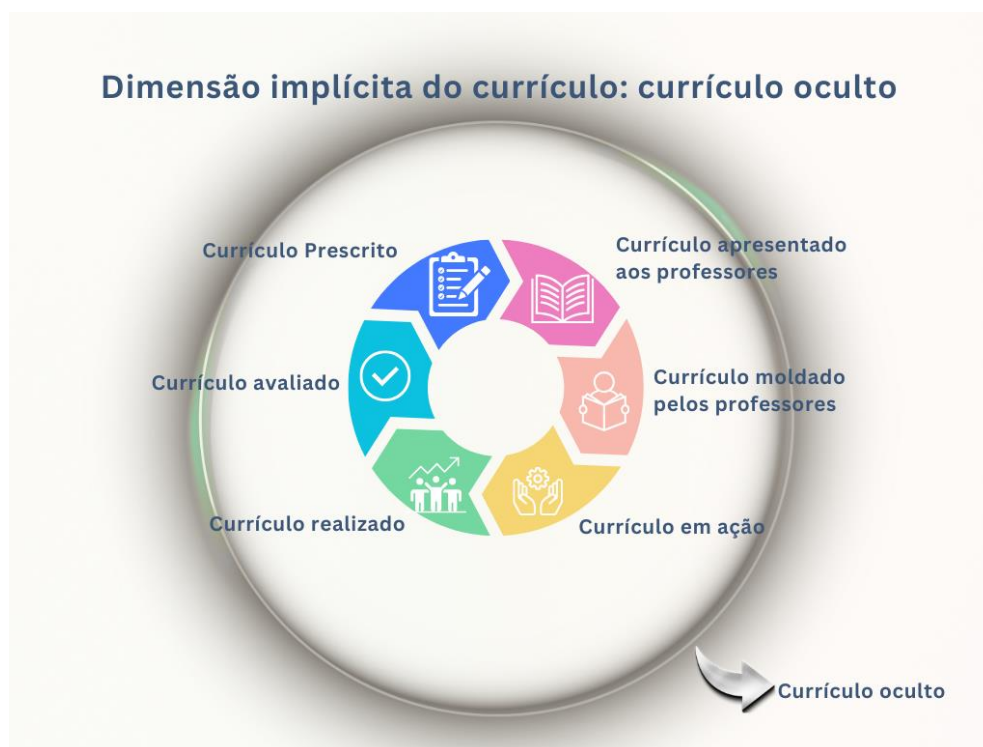 Dimensão implícita do currículo: currículo oculto
Currículo Prescrito
Currículo apresentado
aos professores
Currículo avaliado
Currículo moldado
pelos professores
Currículo realizado
Currículo em ação
Currículo oculto